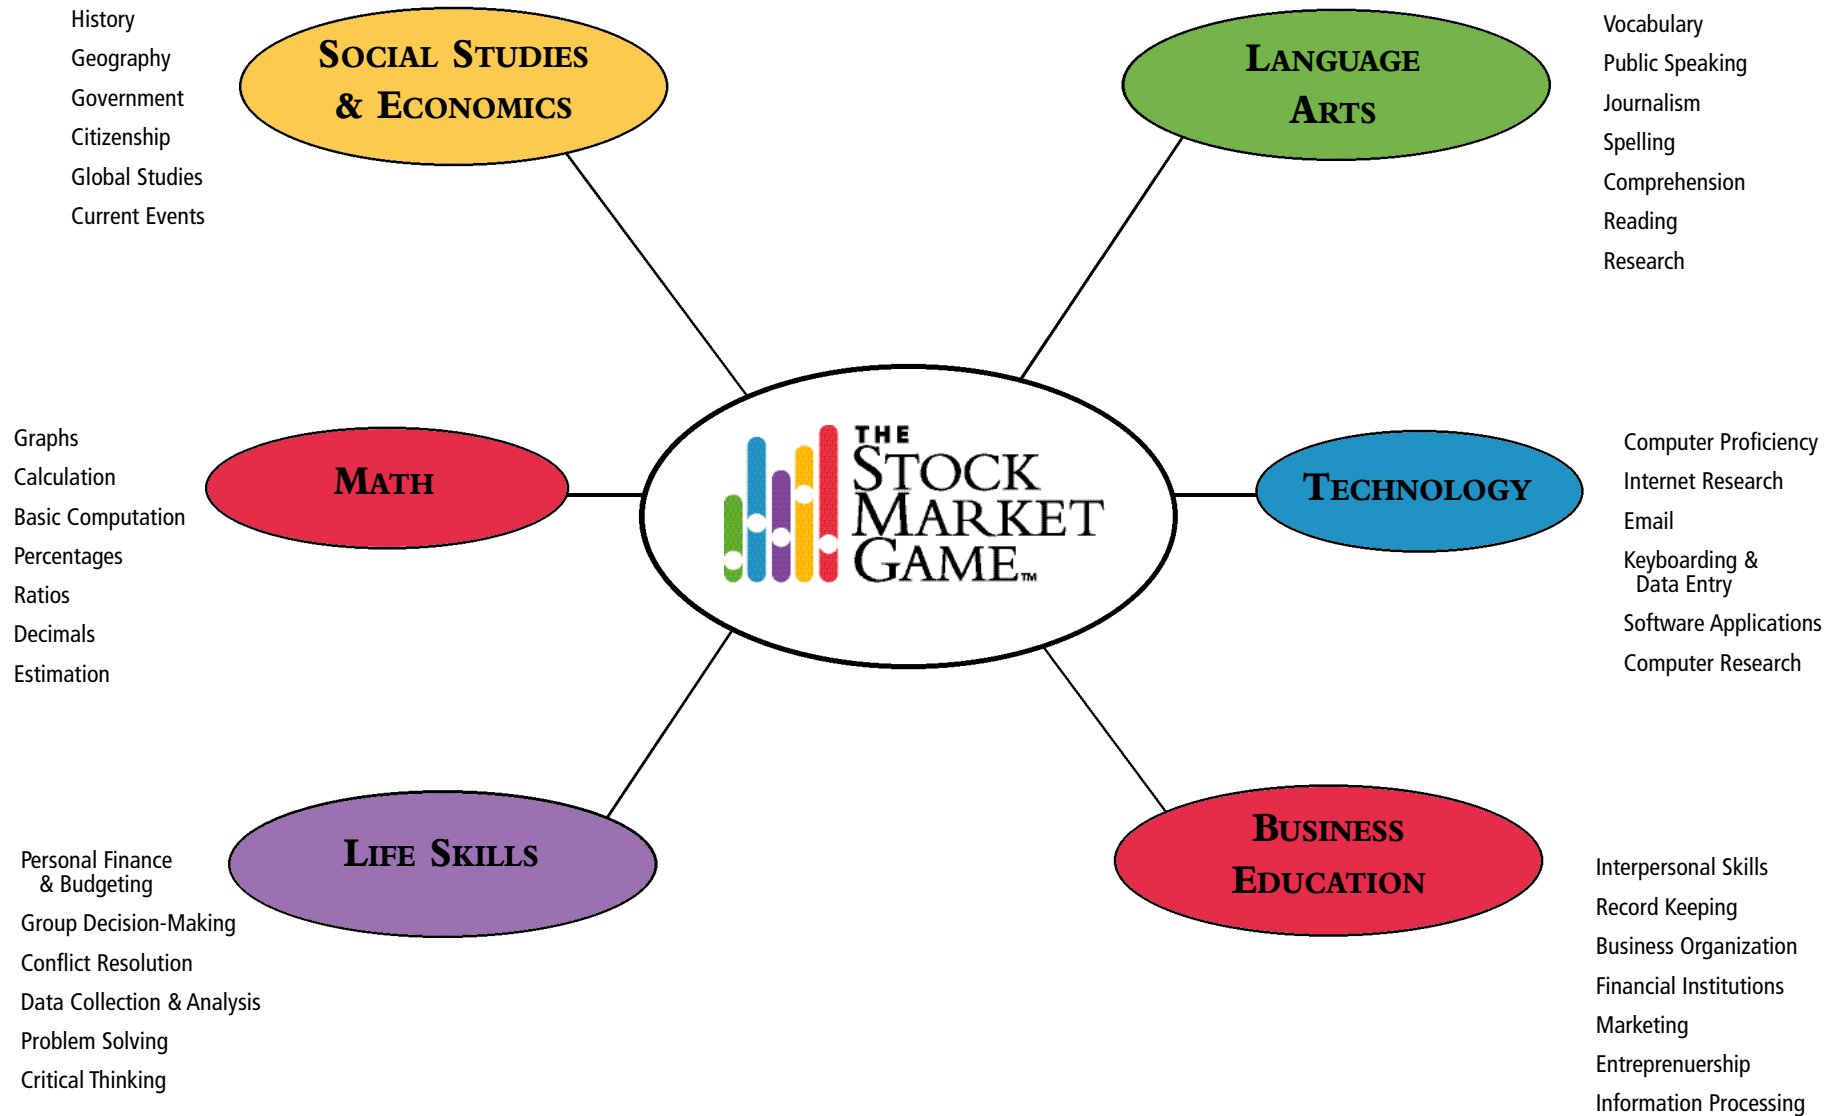 History
Geography
Government
Citizenship
Global Studies
Current Events
SOCIAL STUDIES
& ECONOMICS
LANGUAGE
ARTS
Vocabulary
Public Speaking
Journalism
Spelling
Comprehension
Reading
Research
Graphs
Calculation
Basic Computation
Percentages
Ratios
Decimals
Estimation
MATH
THE
STOCK
MARKET
GAME™
TECHNOLOGY
Computer Proficiency
Internet Research
Email
Keyboarding &
Data Entry
Software Applications
Computer Research
Personal Finance
& Budgeting
Group Decision-Making
Conflict Resolution
Data Collection & Analysis
Problem Solving
Critical Thinking
LIFE SKILLS
BUSINESS
EDUCATION
Interpersonal Skills
Record Keeping
Business Organization
Financial Institutions
Marketing
Entreprenuership
Information Processing